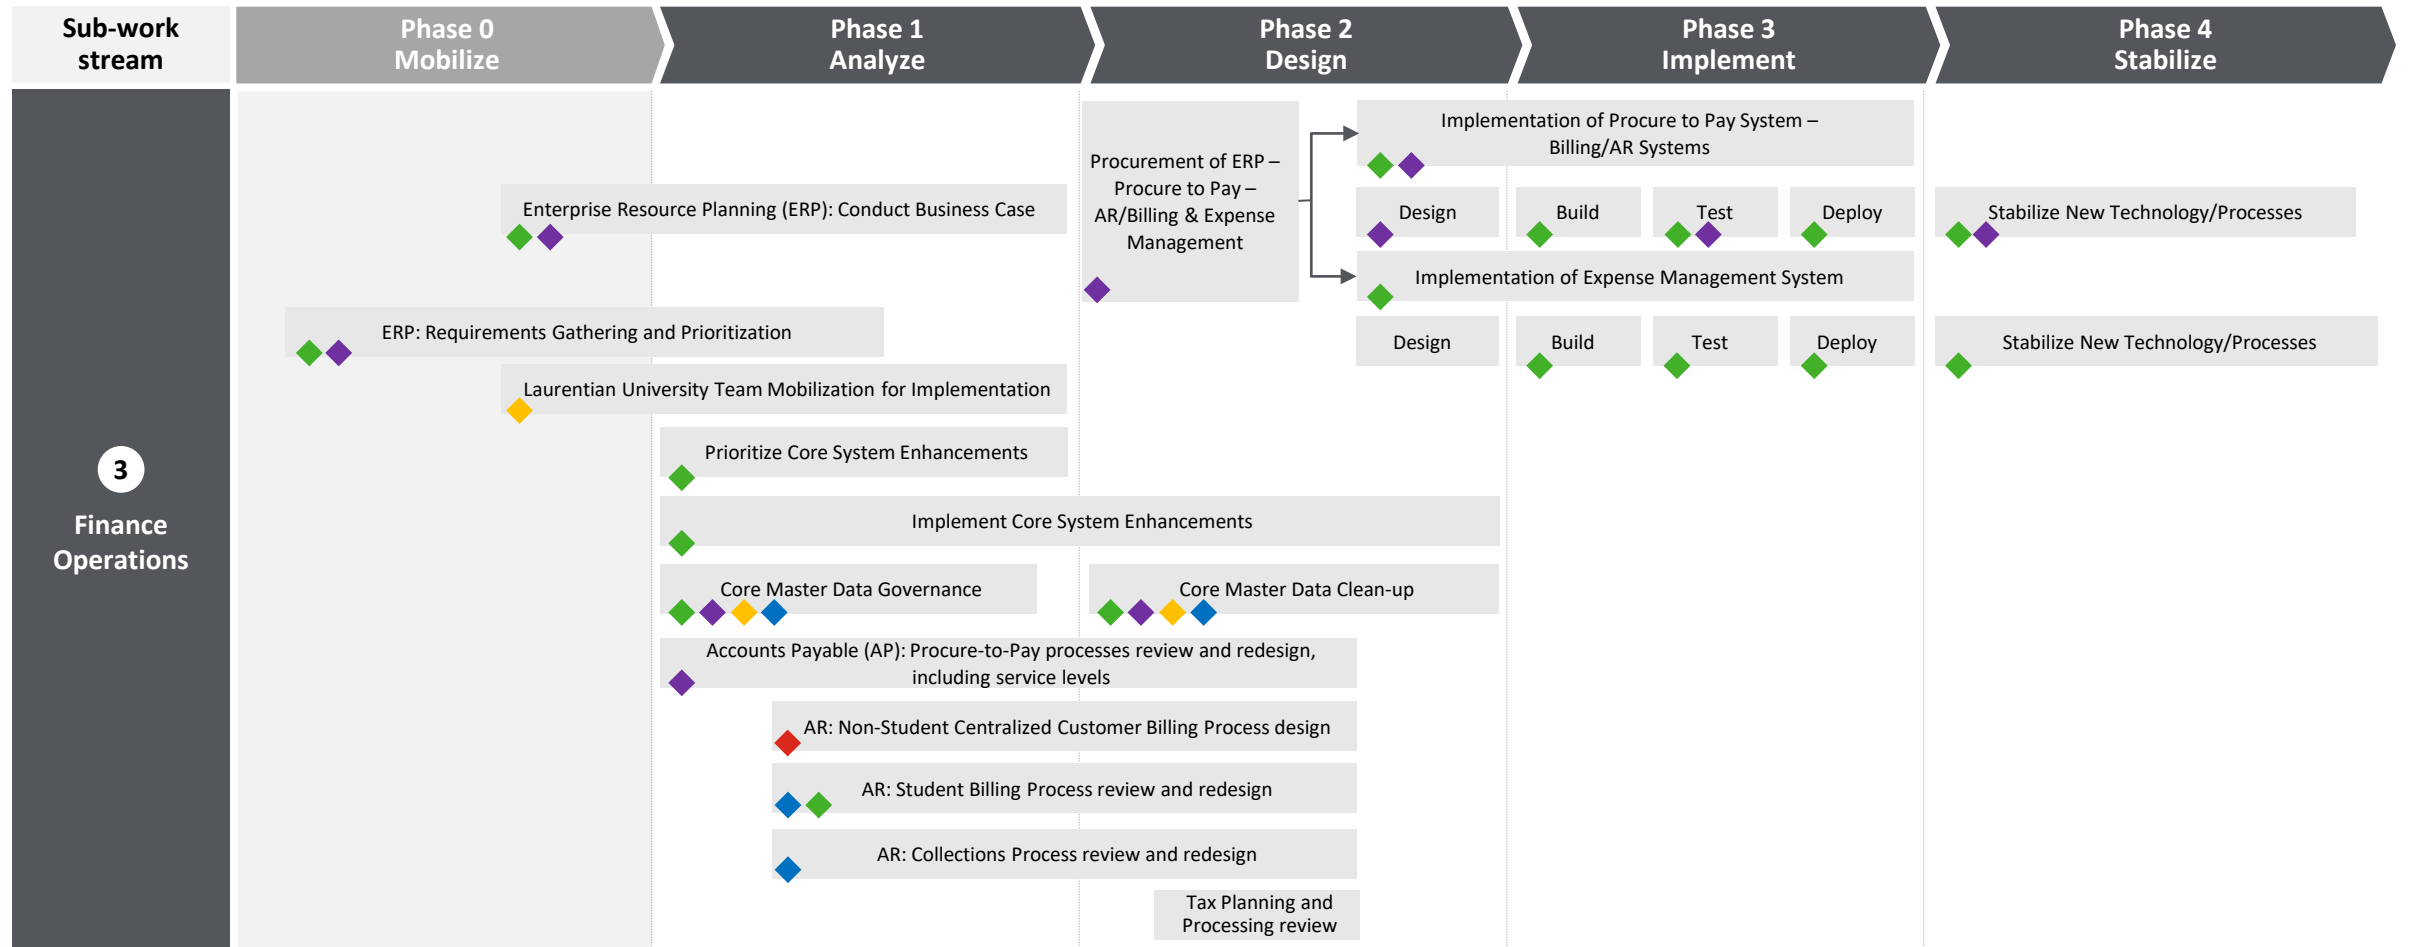 Sub-work
stream
Phase 0
Mobilize
Phase 1
Analyze
Phase 2
Design
Phase 3
Implement
Phase 4
Stabilize
3
Finance
Operations
Procurement of ERP –
Procure to Pay –
AR/Billing & Expense
Management
Implementation of Procure to Pay System –
Billing/AR Systems
Enterprise Resource Planning (ERP): Conduct Business Case
Design
Build
Test
Deploy
Stabilize New Technology/Processes
Implementation of Expense Management System
ERP: Requirements Gathering and Prioritization
Design
Build
Test
Deploy
Stabilize New Technology/Processes
Laurentian University Team Mobilization for Implementation
Prioritize Core System Enhancements
Implement Core System Enhancements
Core Master Data Governance
Core Master Data Clean-up
Accounts Payable (AP): Procure-to-Pay processes review and redesign,
including service levels
AR: Non-Student Centralized Customer Billing Process design
AR: Student Billing Process review and redesign
AR: Collections Process review and redesign
Tax Planning and
Processing review